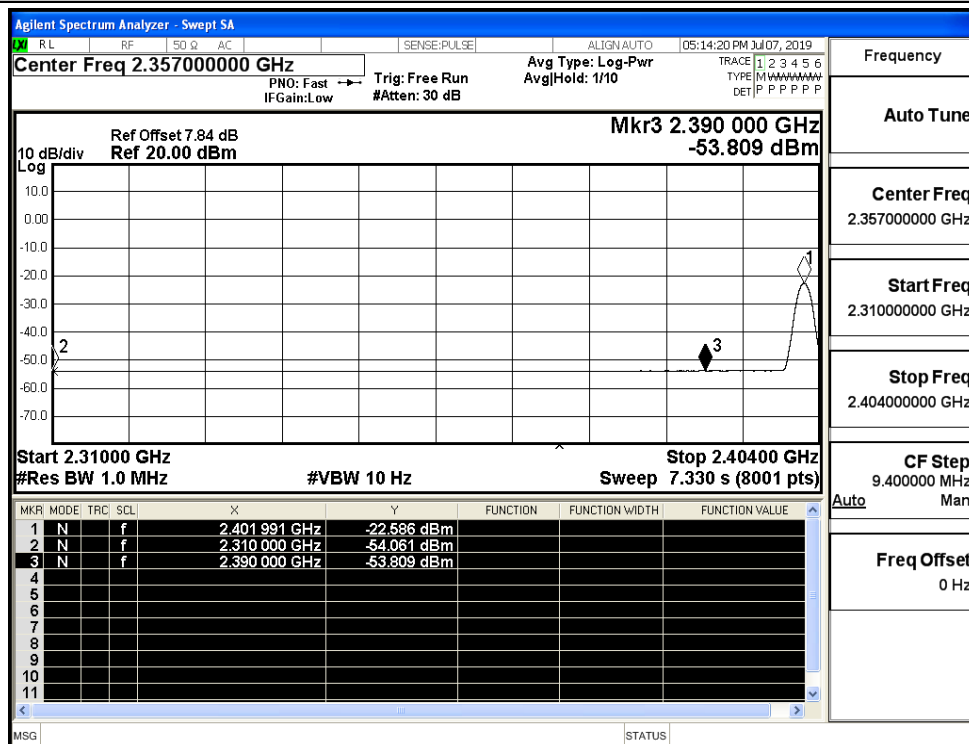 Agilent Spectrum Analyzer - Swept SA
LXI RL RF 50 Ω AC SENSE:PULSE ALIGN AUTO 05:14:20 PM Jul 07, 2019
Center Freq 2.357000000 GHz
PNO: Fast
IFGain:Low
Trig: Free Run
#Atten: 30 dB
Avg Type: Log-Pwr
Avg|Hold: 1/10
TRACE 1 2 3 4 5 6
TYPE M WWWWW
DET P P P P P P
Mkr3 2.390 000 GHz
-53.809 dBm
Ref Offset 7.84 dB
10 dB/div Ref 20.00 dBm
Log
10.0
0.00
-10.0
-20.0
-30.0
-40.0
-50.0
-60.0
-70.0
1
2
3
Start 2.31000 GHz Stop 2.40400 GHz
#Res BW 1.0 MHz #VBW 10 Hz Sweep 7.330 s (8001 pts)
MKR MODE TRC SCL X Y FUNCTION FUNCTION WIDTH FUNCTION VALUE
1 N f 2.401 991 GHz -22.586 dBm
2 N f 2.310 000 GHz -54.061 dBm
3 N f 2.390 000 GHz -53.809 dBm
4
5
6
7
8
9
10
11
MSG STATUS
Frequency
Auto Tune
Center Freq
2.357000000 GHz
Start Freq
2.310000000 GHz
Stop Freq
2.404000000 GHz
CF Step
9.400000 MHz
Auto Man
Freq Offset
0 Hz